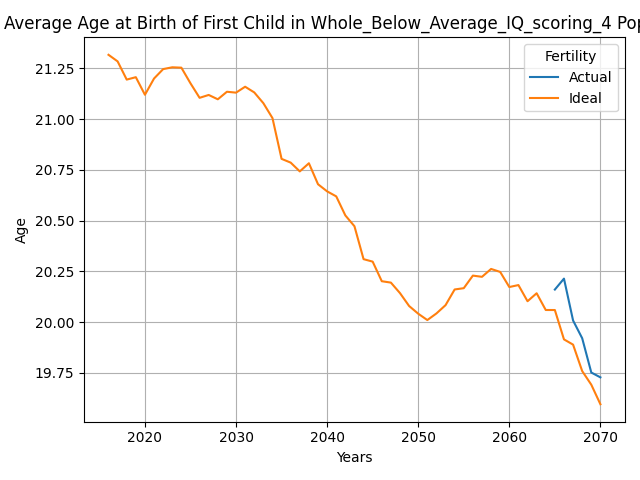 Average Age at Birth of First Child in Whole_Below_Average_IQ_scoring_4
Fertility
Actual
Ideal
21.25
21.00
20.75
20.50
20.25
20.00
19.75
Age
2020 2030 2040 2050 2060 2070
Years